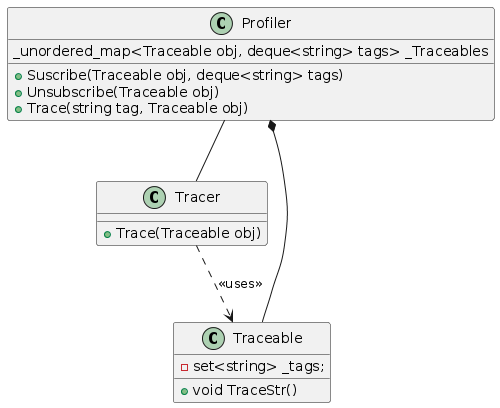 C Profiler
_unordered_map<Traceable obj, deque<string> tags> _Traceables
Suscribe(Traceable obj, deque<string> tags)
Unsubscribe(Traceable obj)
Trace(string tag, Traceable obj)
C Tracer
Trace(Traceable obj)
«uses»
C Traceable
set<string> _tags;
void TraceStr()